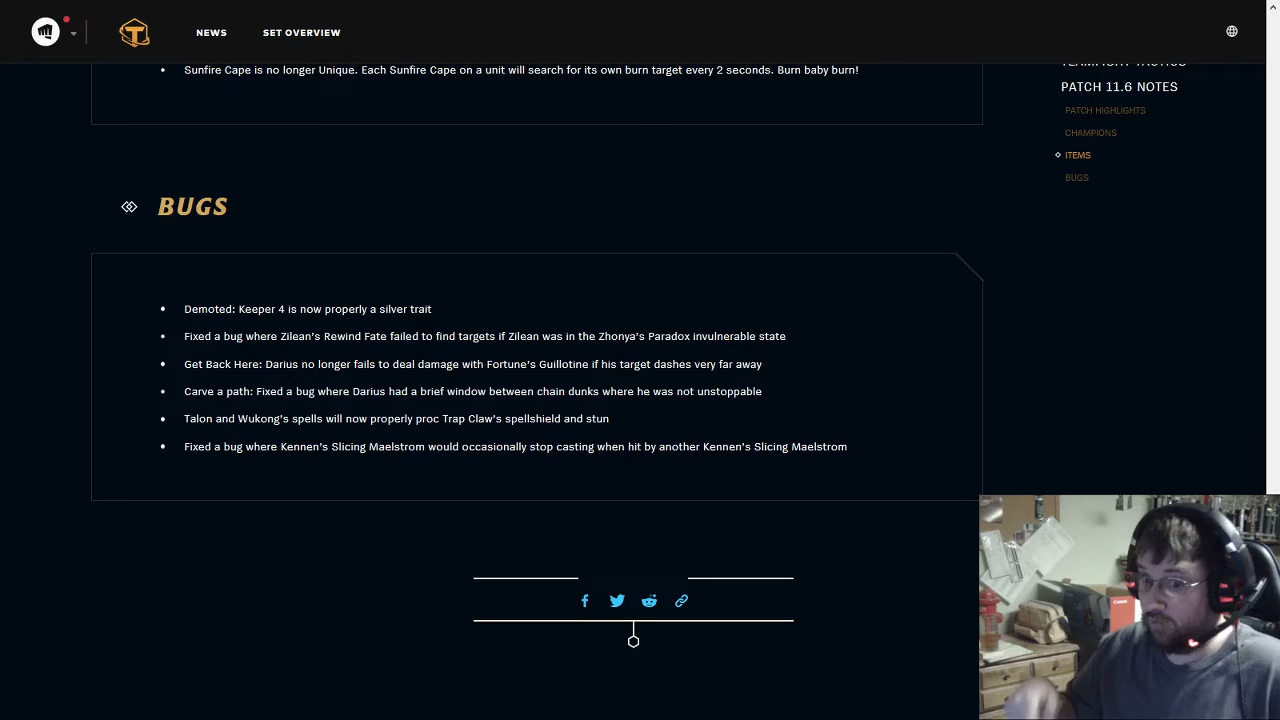 NEWS
SET OVERVIEW
Sunfire Cape is no longer Unique. Each Sunfire Cape on a unit will search for its own burn target every 2 seconds. Burn baby burn!
TEAMFIGHT TACTICS
PATCH 11.6 NOTES
PATCH HIGHLIGHTS
CHAMPIONS
ITEMS
BUGS
BUGS
Demoted: Keeper 4 is now properly a silver trait
Fixed a bug where Zilean's Rewind Fate failed to find targets if Zilean was in the Zhonya's Paradox invulnerable state
Get Back Here: Darius no longer fails to deal damage with Fortune's Guillotine if his target dashes very far away
Carve a path: Fixed a bug where Darius had a brief window between chain dunks where he was not unstoppable
Talon and Wukong's spells will now properly proc Trap Claw's spellshield and stun
Fixed a bug where Kennen's Slicing Maelstrom would occasionally stop casting when hit by another Kennen's Slicing Maelstrom